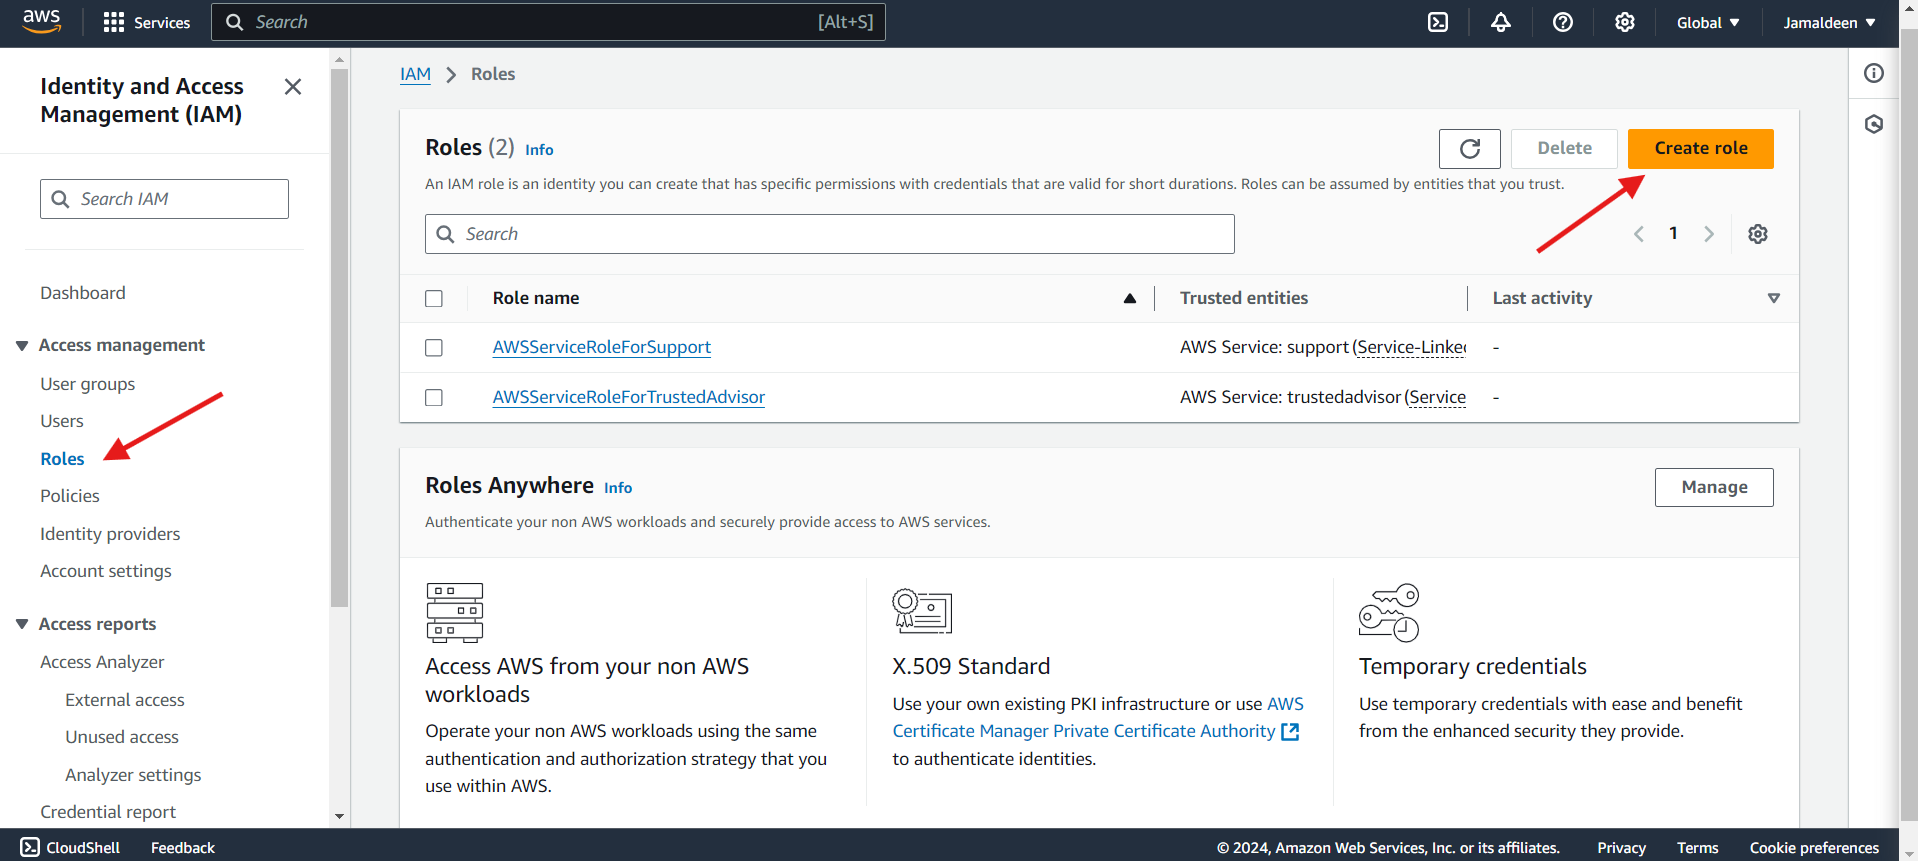 aws
Services
Search
[Alt+S]
Global
Jamaldeen
Identity and Access
Management (IAM)
Search IAM
Dashboard
Access management
User groups
Users
Roles
Policies
Identity providers
Account settings
Access reports
Access Analyzer
External access
Unused access
Analyzer settings
Credential report
IAM > Roles
Roles (2) Info
Delete
Create role
An IAM role is an identity you can create that has specific permissions with credentials that are valid for short durations. Roles can be assumed by entities that you trust.
Search
1
Role name
Trusted entities
Last activity
AWSServiceRoleForSupport
AWS Service: support (Service-Linked
-
AWSServiceRoleForTrustedAdvisor
AWS Service: trustedadvisor (Service
-
Roles Anywhere Info
Manage
Authenticate your non AWS workloads and securely provide access to AWS services.
Access AWS from your non AWS
workloads
Operate your non AWS workloads using the same
authentication and authorization strategy that you
use within AWS.
X.509 Standard
Use your own existing PKI infrastructure or use AWS
Certificate Manager Private Certificate Authority
to authenticate identities.
Temporary credentials
Use temporary credentials with ease and benefit
from the enhanced security they provide.
CloudShell
Feedback
© 2024, Amazon Web Services, Inc. or its affiliates.
Privacy
Terms
Cookie preferences